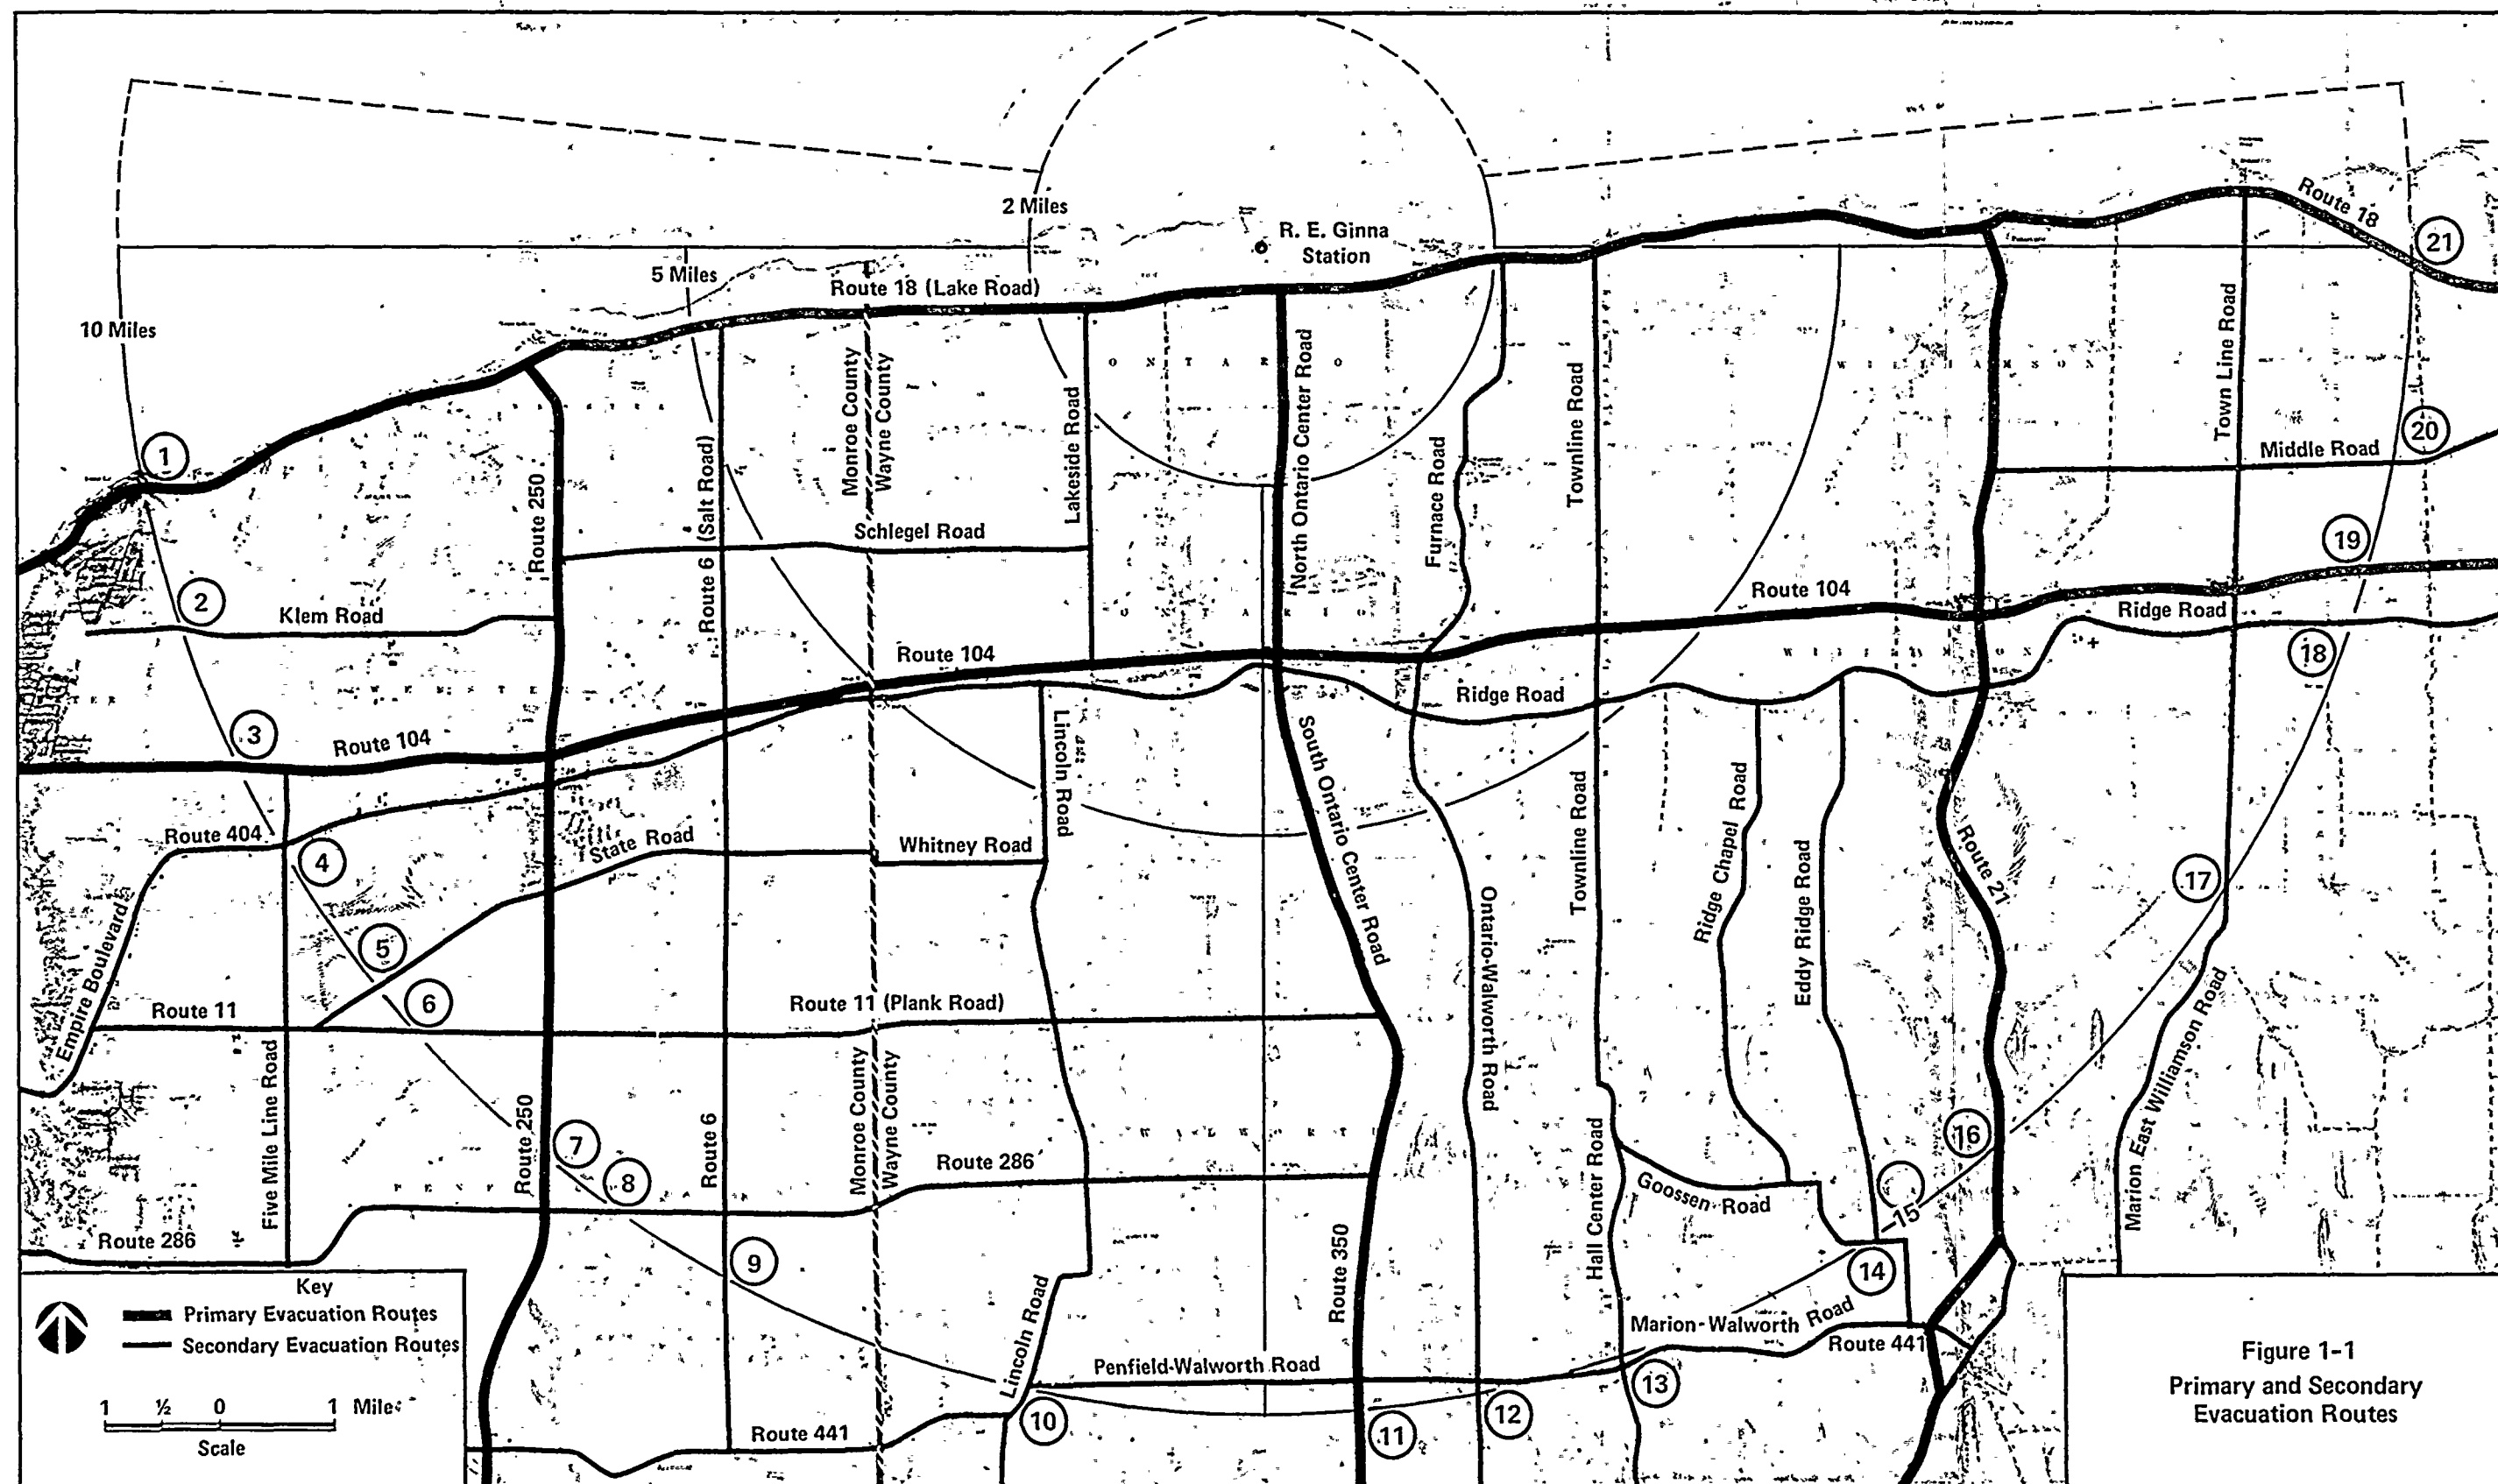 2 Miles
R. E. Ginna
Station
Route 18
21
5 Miles
Route 18 (Lake Road)
10 Miles
Monroe County
Wayne County
Lakeside Road
ONTARIO
North Ontario Center Road
Furnace Road
Townline Road
WILLIAMSON
Town Line Road
20
Middle Road
1
Route 250
Route 6 (Salt Road)
Schlegel Road
19
2
Klem Road
Route 104
Ridge Road
18
Route 104
Ridge Road
3
Route 104
Lincoln Road
South Ontario Center Road
Townline Road
Ridge Chapel Road
Eddy Ridge Road
Route 21
17
Route 404
4
State Road
Whitney Road
Ontario-Walworth Road
Empire Boulevard
5
6
Route 11
Route 11 (Plank Road)
Five Mile Line Road
Route 250
Route 6
Monroe County
Wayne County
Marion East Williamson Road
16
7
8
Route 286
Hall Center Road
Goossen Road
15
Route 286
9
Route 350
14
Lincoln Road
Marion-Walworth Road
Route 441
Penfield-Walworth Road
13
10
11
12
Route 441
Key
Primary Evacuation Routes
Secondary Evacuation Routes
1 ½ 0 1 Mile
Scale
Figure 1-1
Primary and Secondary
Evacuation Routes